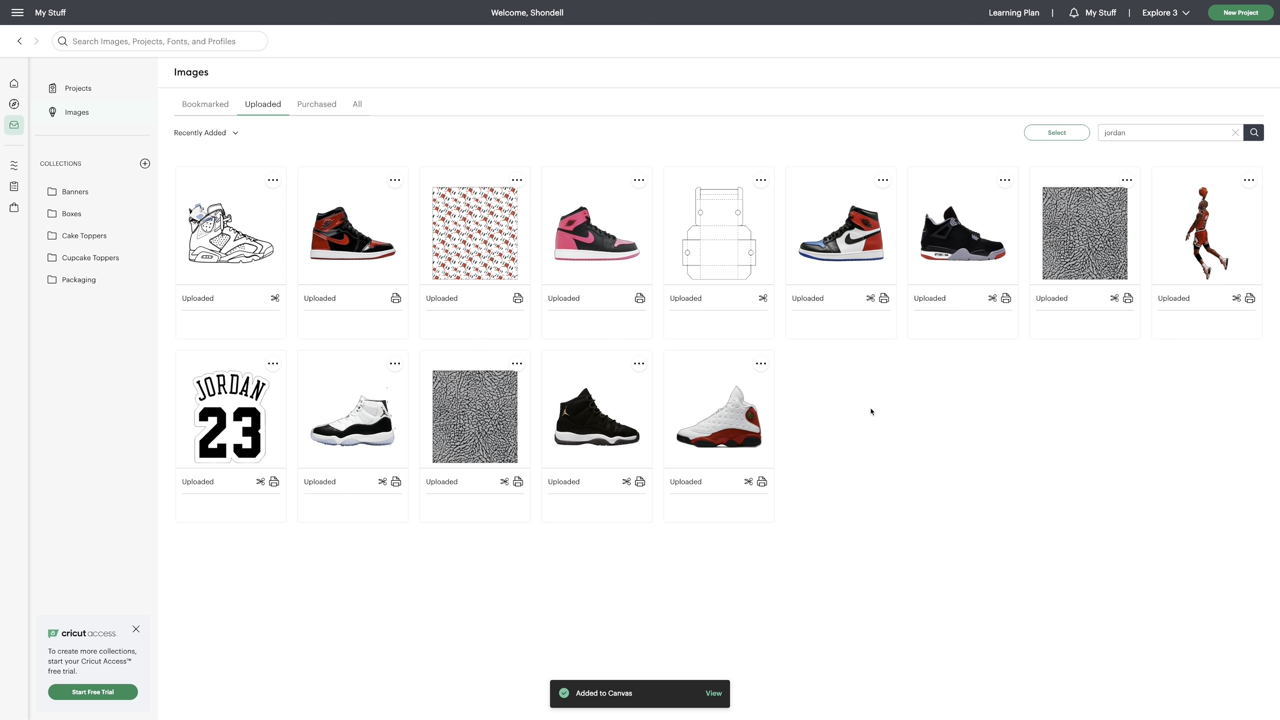 My Stuff
Welcome, Shondell
Learning Plan | My Stuff | Explore 3
New Project
Search Images, Projects, Fonts, and Profiles
Projects
Images
COLLECTIONS
Banners
Boxes
Cake Toppers
Cupcake Toppers
Packaging
cricut access
To create more collections,
start your Cricut Access™
free trial.
Start Free Trial
Images
Bookmarked Uploaded Purchased All
Recently Added
Select
jordan
Uploaded Uploaded Uploaded Uploaded Uploaded Uploaded Uploaded Uploaded Uploaded
JORDAN
23
Uploaded Uploaded Uploaded Uploaded Uploaded
Added to Canvas View